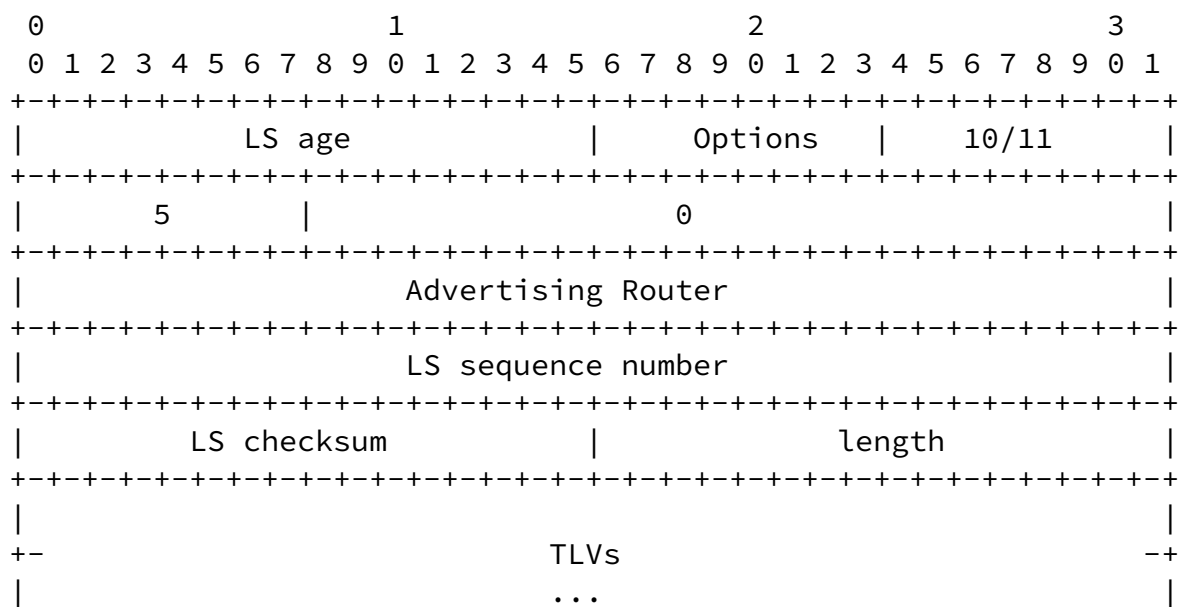 0                   1                   2                   3
 0 1 2 3 4 5 6 7 8 9 0 1 2 3 4 5 6 7 8 9 0 1 2 3 4 5 6 7 8 9 0 1
+-+-+-+-+-+-+-+-+-+-+-+-+-+-+-+-+-+-+-+-+-+-+-+-+-+-+-+-+-+-+-+-+
|            LS age             |     Options   |    10/11      |
+-+-+-+-+-+-+-+-+-+-+-+-+-+-+-+-+-+-+-+-+-+-+-+-+-+-+-+-+-+-+-+-+
|       5       |                    0                          |
+-+-+-+-+-+-+-+-+-+-+-+-+-+-+-+-+-+-+-+-+-+-+-+-+-+-+-+-+-+-+-+-+
|                     Advertising Router                        |
+-+-+-+-+-+-+-+-+-+-+-+-+-+-+-+-+-+-+-+-+-+-+-+-+-+-+-+-+-+-+-+-+
|                     LS sequence number                        |
+-+-+-+-+-+-+-+-+-+-+-+-+-+-+-+-+-+-+-+-+-+-+-+-+-+-+-+-+-+-+-+-+
|         LS checksum           |             length            |
+-+-+-+-+-+-+-+-+-+-+-+-+-+-+-+-+-+-+-+-+-+-+-+-+-+-+-+-+-+-+-+-+
|                                                               |
+-                            TLVs                             -+
|                             ...                               |